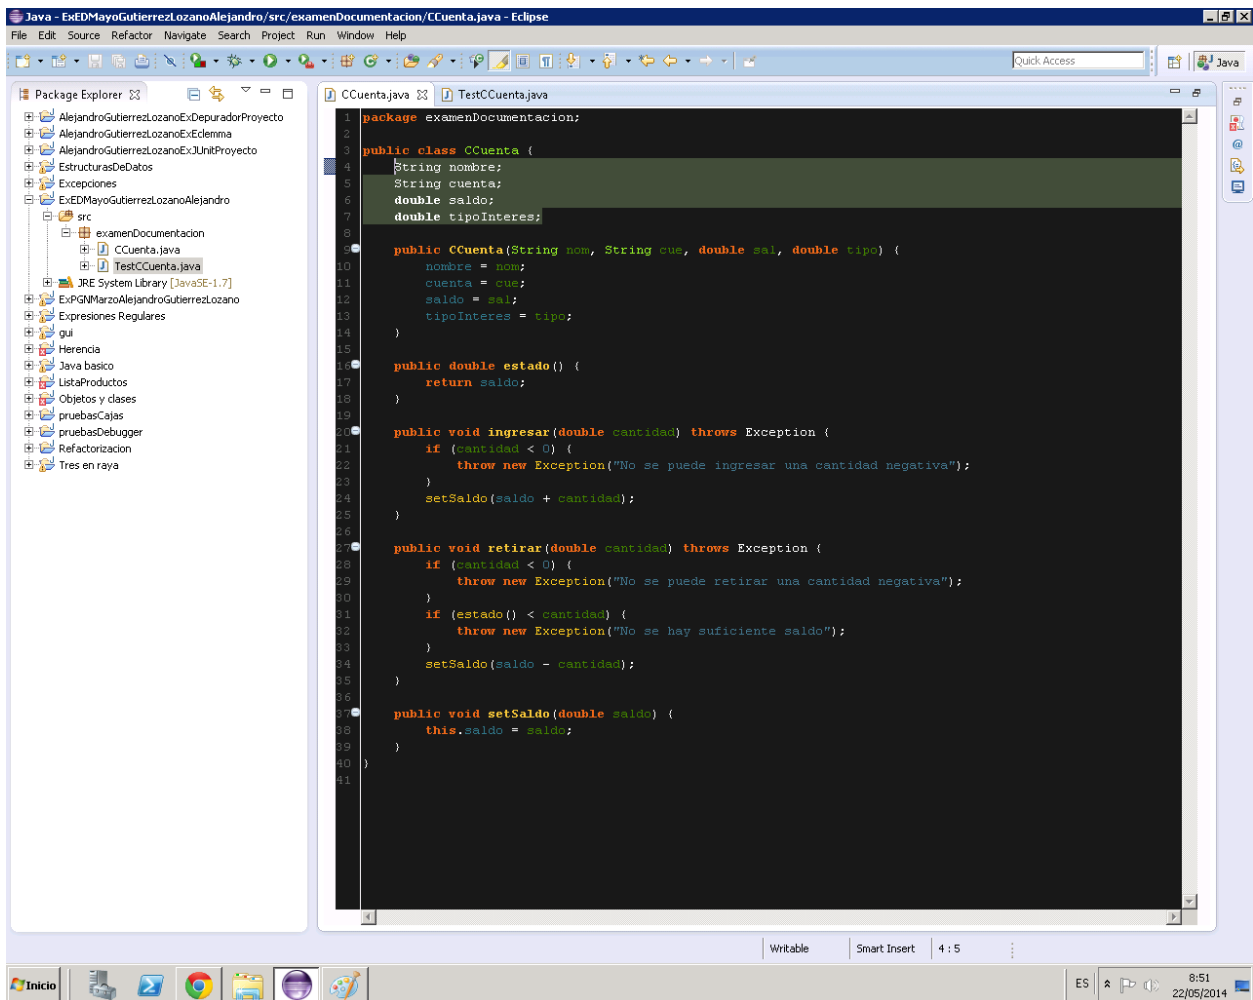 Java - ExEDMayoGutierrezLozanoAlejandro/src/examenDocumentacion/CCuenta.java - Eclipse
File Edit Source Refactor Navigate Search Project Run Window Help
Quick Access
Java
Package Explorer
AlejandroGutierrezLozanoExDepuradorProyecto
AlejandroGutierrezLozanoExEclemma
AlejandroGutierrezLozanoExJUnitProyecto
EstructurasDeDatos
Excepciones
ExEDMayoGutierrezLozanoAlejandro
src
examenDocumentacion
CCuenta.java
TestCCuenta.java
JRE System Library [JavaSE-1.7]
ExPGNMarzoAlejandroGutierrezLozano
Expresiones Regulares
gui
Herencia
Java basico
ListaProductos
Objetos y clases
pruebasCajas
pruebasDebugger
Refactorizacion
Tres en raya
CCuenta.java TestCCuenta.java
1 package examenDocumentacion;
2
3 public class CCuenta {
4 String nombre;
5 String cuenta;
6 double saldo;
7 double tipoInteres;
8
9 public CCuenta(String nom, String cue, double sal, double tipo) {
10 nombre = nom;
11 cuenta = cue;
12 saldo = sal;
13 tipoInteres = tipo;
14 }
15
16 public double estado() {
17 return saldo;
18 }
19
20 public void ingresar(double cantidad) throws Exception {
21 if (cantidad < 0) {
22 throw new Exception("No se puede ingresar una cantidad negativa");
23 }
24 setSaldo(saldo + cantidad);
25 }
26
27 public void retirar(double cantidad) throws Exception {
28 if (cantidad < 0) {
29 throw new Exception("No se puede retirar una cantidad negativa");
30 }
31 if (estado() < cantidad) {
32 throw new Exception("No se hay suficiente saldo");
33 }
34 setSaldo(saldo - cantidad);
35 }
36
37 public void setSaldo(double saldo) {
38 this.saldo = saldo;
39 }
40 }
41
Writable Smart Insert 4 : 5
Inicio
ES
8:51
22/05/2014